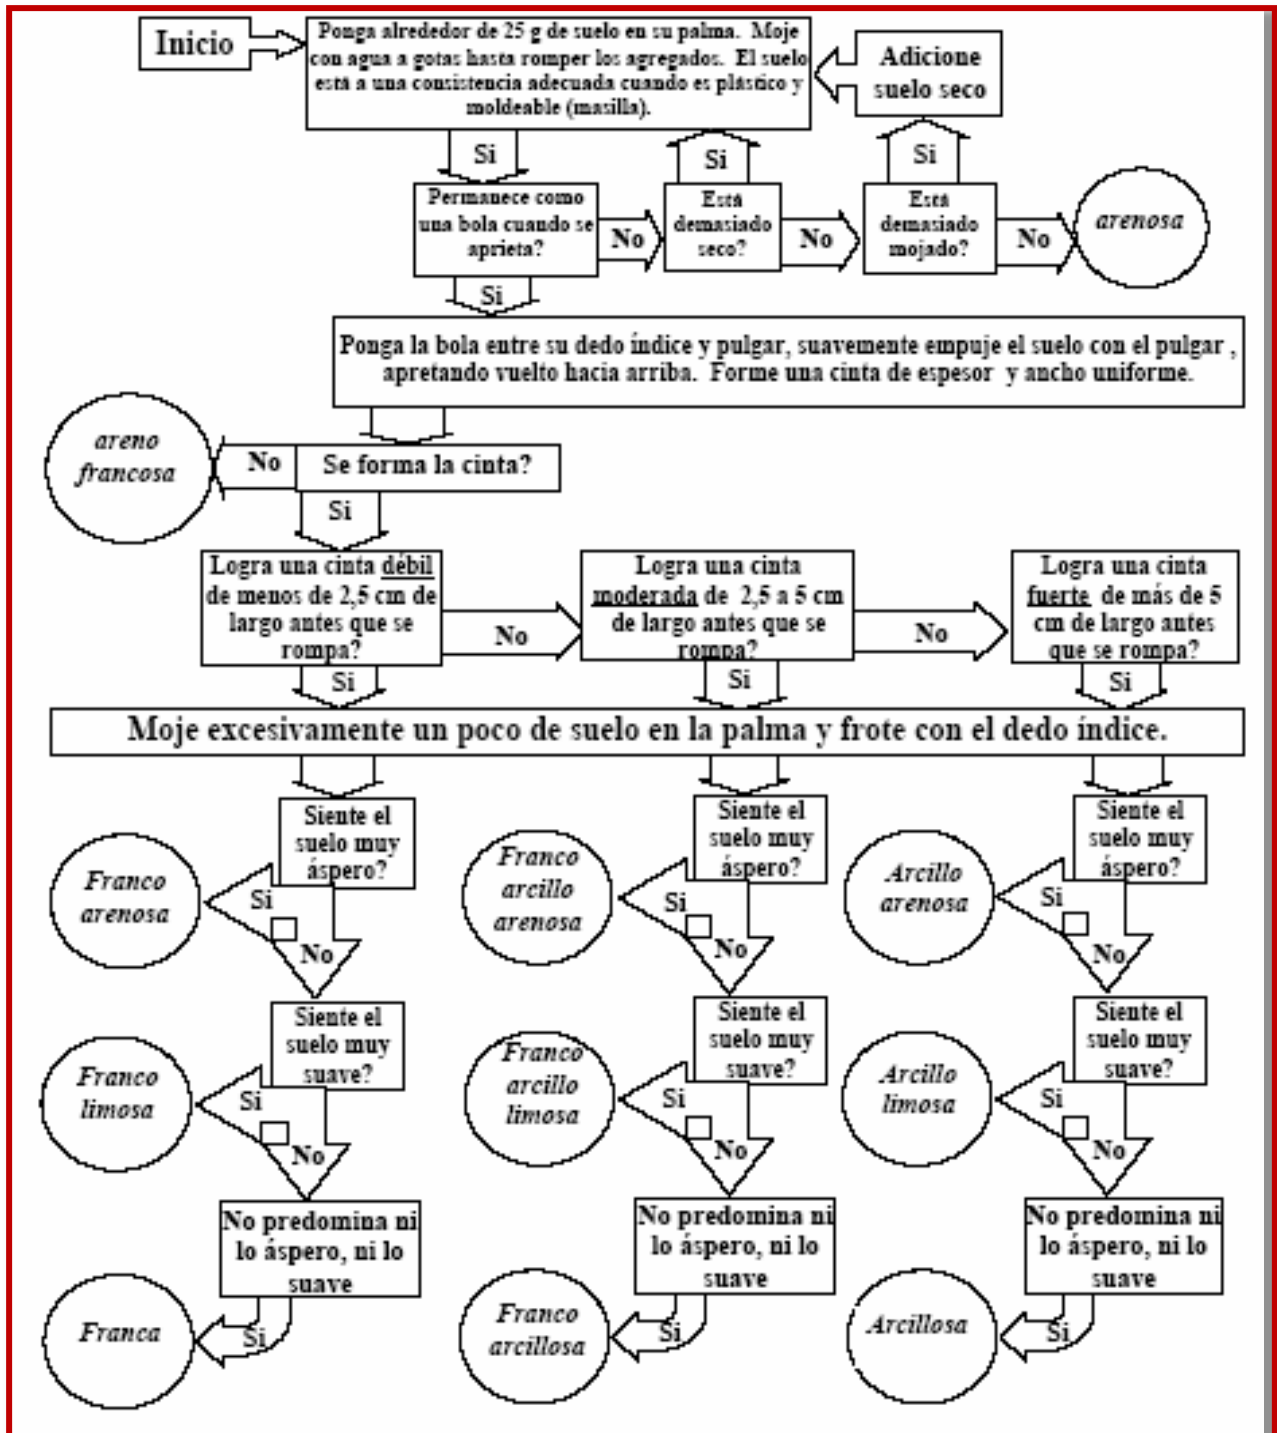 Inicio
Ponga alrededor de 25 g de suelo en su palma. Moje
con agua a gotas hasta romper los agregados. El suelo
está a una consistencia adecuada cuando es plástico y
moldeable (masilla).
Adicione
suelo seco
Si
Si
Si
Permanece como
una bola cuando se
aprieta?
No
Está
demasiado
seco?
No
Está
demasiado
mojado?
No
arenosa
Si
Ponga la bola entre su dedo índice y pulgar, suavemente empuje el suelo con el pulgar ,
apretando vuelto hacia arriba. Forme una cinta de espesor y ancho uniforme.
areno
francosa
No
Se forma la cinta?
Si
Logra una cinta débil
de menos de 2,5 cm de
largo antes que se
rompa?
No
Logra una cinta
moderada de 2,5 a 5 cm
de largo antes que se
rompa?
No
Logra una cinta
fuerte de más de 5
cm de largo antes
que se rompa?
Si
Si
Si
Moje excesivamente un poco de suelo en la palma y frote con el dedo índice.
Siente el
suelo muy
áspero?
Si
No
Franco
arenosa
Siente el
suelo muy
áspero?
Si
No
Franco
arcillo
arenosa
Siente el
suelo muy
áspero?
Si
No
Arcillo
arenosa
Siente el
suelo muy
suave?
Si
No
Franco
limosa
Siente el
suelo muy
suave?
Si
No
Franco
arcillo
limosa
Siente el
suelo muy
suave?
Si
No
Arcillo
limosa
No predomina ni
lo áspero, ni lo
suave
Si
Franca
No predomina ni
lo áspero, ni lo
suave
Si
Franco
arcillosa
No predomina ni
lo áspero, ni lo
suave
Si
Arcillosa